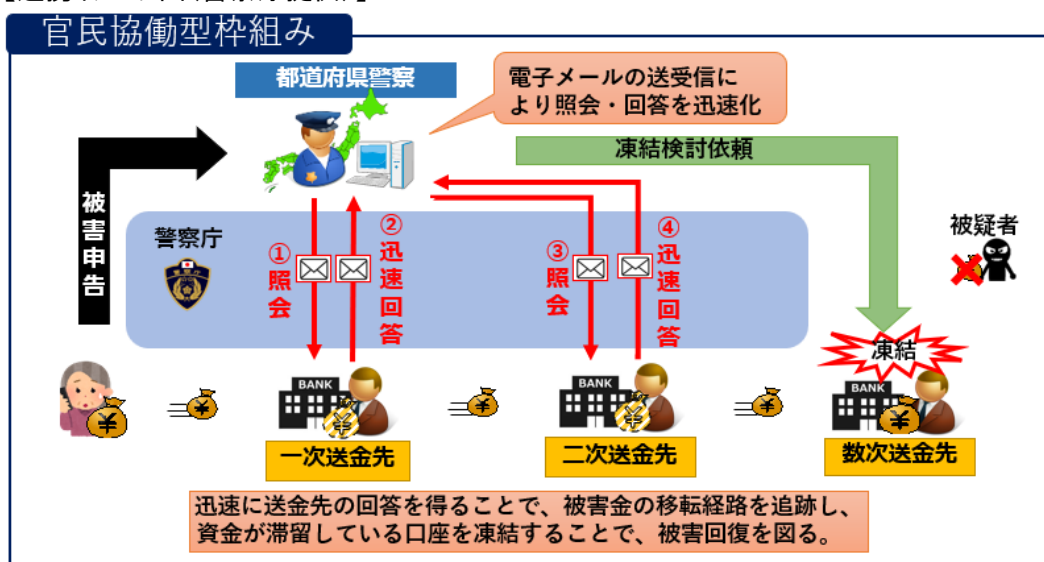 官民協働型枠組み
都道府県警察
電子メールの送受信に
より照会・回答を迅速化
凍結検討依頼
被害申告
警察庁
①照会
②迅速回答
③照会
④迅速回答
被疑者
凍結
BANK
BANK
BANK
一次送金先
二次送金先
数次送金先
迅速に送金先の回答を得ることで、被害金の移転経路を追跡し、
資金が滞留している口座を凍結することで、被害回復を図る。